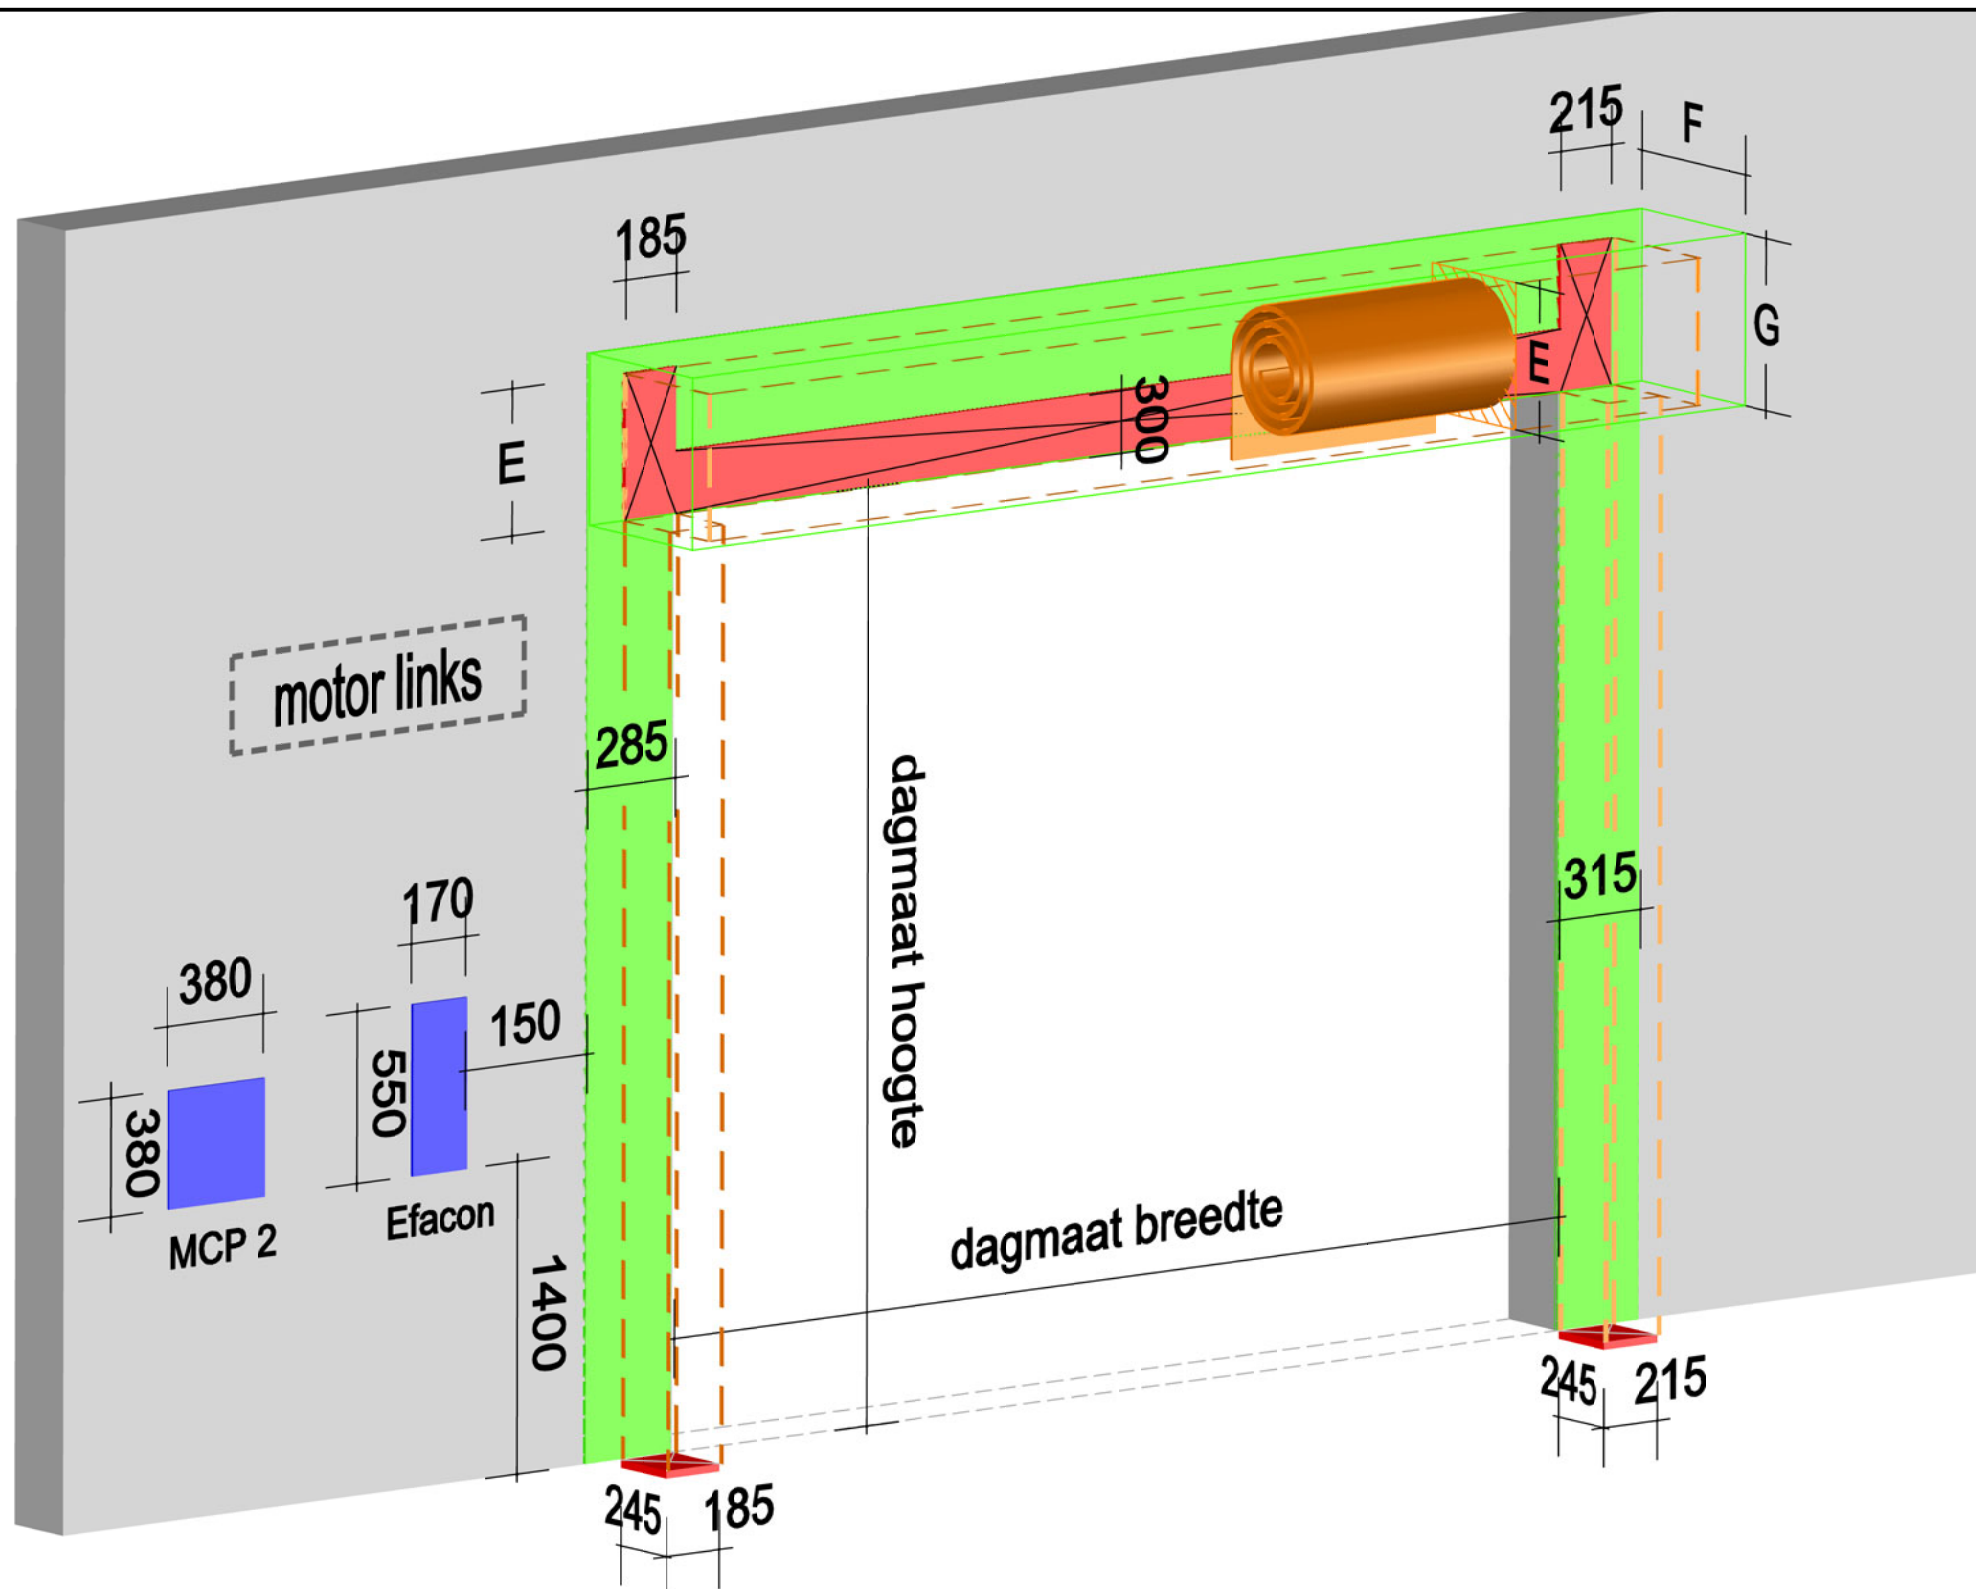 215
F
185
G
E
300
E
motor links
285
dagmaat hoogte
315
170
380
150
550
380
Efacon
MCP 2
dagmaat breedte
1400
245
215
245
185